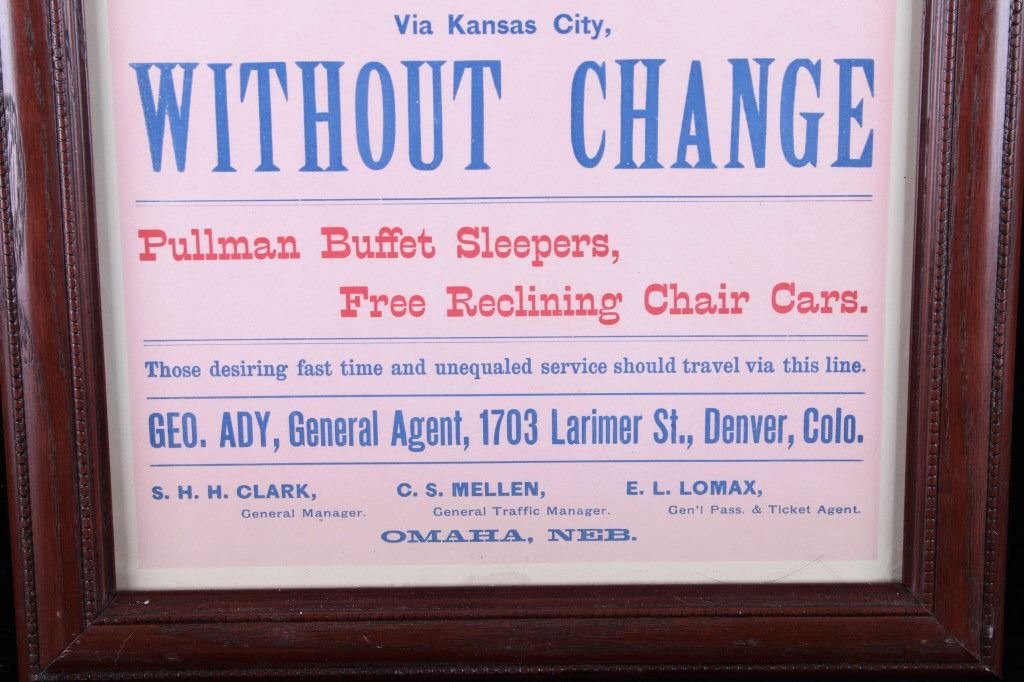 Via Kansas City,
WITHOUT CHANGE
Pullman Buffet Sleepers,
Free Reclining Chair Cars.
Those desiring fast time and unequaled service should travel via this line.
GEO. ADY, General Agent, 1703 Larimer St., Denver, Colo.
S. H. H. CLARK, C. S. MELLEN, E. L. LOMAX,
General Manager. General Traffic Manager. Gen'l Pass. & Ticket Agent.
OMAHA, NEB.